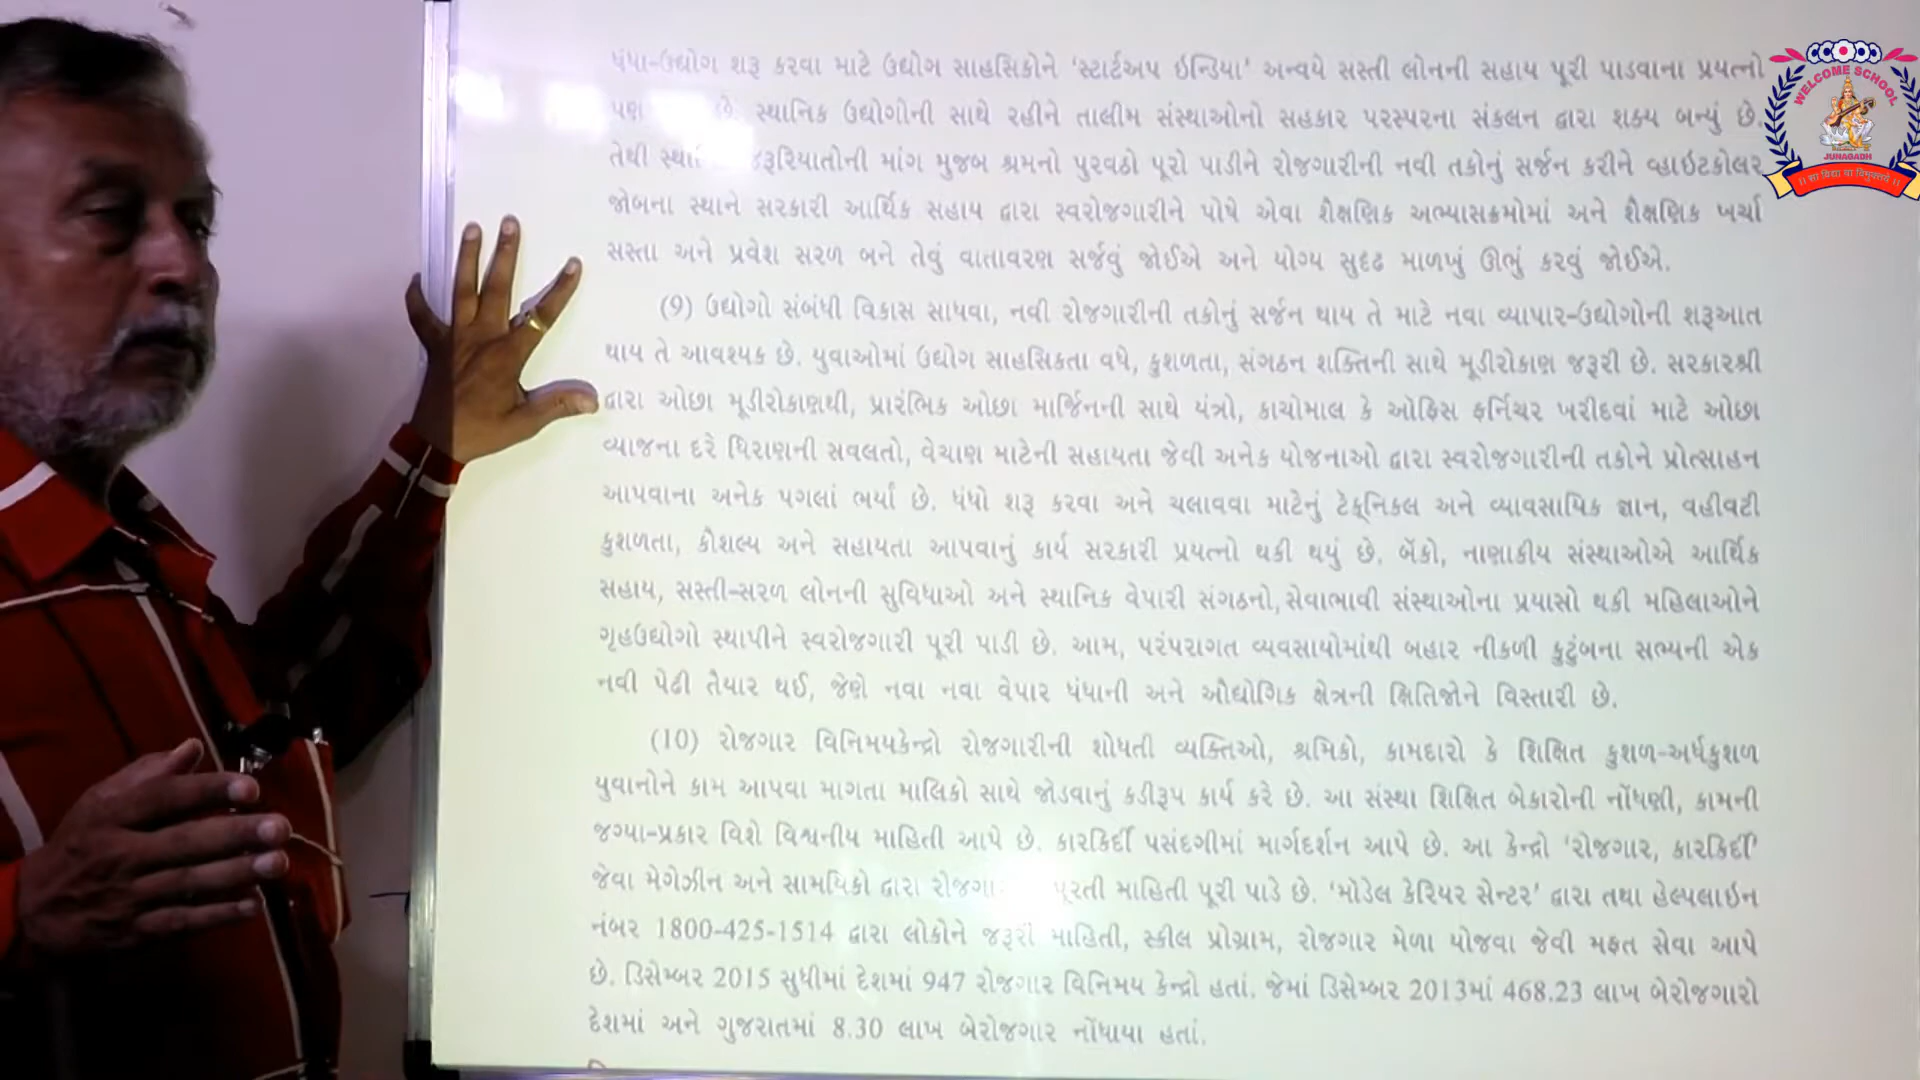 ધંધા-ઉદ્યોગ શરૂ કરવા માટે ઉદ્યોગ સાહસિકોને ‘સ્ટાર્ટઅપ ઇન્ડિયા’ અન્વયે સસ્તી લોનની સહાય પૂરી પાડવાના પ્રયત્નો
પણ છે. સ્થાનિક ઉદ્યોગોની સાથે રહીને તાલીમ સંસ્થાઓનો સહકાર પરસ્પરના સંકલન દ્વારા શક્ય બન્યું છે.
તેથી જરૂરિયાતોની માંગ મુજબ શ્રમનો પુરવઠો પૂરો પાડીને રોજગારીની નવી તકોનું સર્જન કરીને વ્હાઇટકોલર
જોબના સ્થાને સરકારી આર્થિક સહાય દ્વારા સ્વરોજગારીને પોષે એવા શૈક્ષણિક અભ્યાસક્રમોમાં અને શૈક્ષણિક ખર્ચા
સસ્તા અને પ્રવેશ સરળ બને તેવું વાતાવરણ સર્જવું જોઈએ અને યોગ્ય સુદૃઢ માળખું ઊભું કરવું જોઈએ.
(9) ઉદ્યોગો સંબંધી વિકાસ સાધવા, નવી રોજગારીની તકોનું સર્જન થાય તે માટે નવા વ્યાપાર-ઉદ્યોગોની શરૂઆત
થાય તે આવશ્યક છે. યુવાઓમાં ઉદ્યોગ સાહસિકતા વધે, કુશળતા, સંગઠન શક્તિની સાથે મૂડીરોકાણ જરૂરી છે. સરકારશ્રી
દ્વારા ઓછા મૂડીરોકાણથી, પ્રારંભિક ઓછા માર્જિનની સાથે યંત્રો, કાચોમાલ કે ઑફિસ ફર્નિચર ખરીદવાં માટે ઓછા
વ્યાજના દરે ધિરાણની સવલતો, વેચાણ માટેની સહાયતા જેવી અનેક યોજનાઓ દ્વારા સ્વરોજગારીની તકોને પ્રોત્સાહન
આપવાના અનેક પગલાં ભર્યાં છે. ધંધો શરૂ કરવા અને ચલાવવા માટેનું ટેક્નિકલ અને વ્યાવસાયિક જ્ઞાન, વહીવટી
કુશળતા, કૌશલ્ય અને સહાયતા આપવાનું કાર્ય સરકારી પ્રયત્નો થકી થયું છે. બૅંકો, નાણાકીય સંસ્થાઓએ આર્થિક
સહાય, સસ્તી-સરળ લોનની સુવિધાઓ અને સ્થાનિક વેપારી સંગઠનો, સેવાભાવી સંસ્થાઓના પ્રયાસો થકી મહિલાઓને
ગૃહઉદ્યોગો સ્થાપીને સ્વરોજગારી પૂરી પાડી છે. આમ, પરંપરાગત વ્યવસાયોમાંથી બહાર નીકળી કુટુંબના સભ્યની એક
નવી પેઢી તૈયાર થઈ, જેણે નવા નવા વેપાર ધંધાની અને ઔદ્યોગિક ક્ષેત્રની ક્ષિતિજોને વિસ્તારી છે.
(10) રોજગાર વિનિમયકેન્દ્રો રોજગારીની શોધતી વ્યક્તિઓ, શ્રમિકો, કામદારો કે શિક્ષિત કુશળ-અર્ધકુશળ
યુવાનોને કામ આપવા માગતા માલિકો સાથે જોડવાનું કડીરૂપ કાર્ય કરે છે. આ સંસ્થા શિક્ષિત બેકારોની નોંધણી, કામની
જગ્યા-પ્રકાર વિશે વિશ્વનીય માહિતી આપે છે. કારકિર્દી પસંદગીમાં માર્ગદર્શન આપે છે. આ કેન્દ્રો ‘રોજગાર, કારકિર્દી’
જેવા મેગેઝીન અને સામયિકો દ્વારા પૂરતી માહિતી પૂરી પાડે છે. ‘મૉડેલ કેરિયર સેન્ટર’ દ્વારા તથા હેલ્પલાઇન
નંબર 1800-425-1514 દ્વારા લોકોને જરૂરી માહિતી, સ્કીલ પ્રોગ્રામ, રોજગાર મેળા યોજવા જેવી મફત સેવા આપે
છે. ડિસેમ્બર 2015 સુધીમાં દેશમાં 947 રોજગાર વિનિમય કેન્દ્રો હતાં. જેમાં ડિસેમ્બર 2013માં 468.23 લાખ બેરોજગારો
દેશમાં અને ગુજરાતમાં 8.30 લાખ બેરોજગાર નોંધાયા હતાં.
WELCOME SCHOOL
JUNAGADH
॥ सा विद्या या विमुक्तये ॥